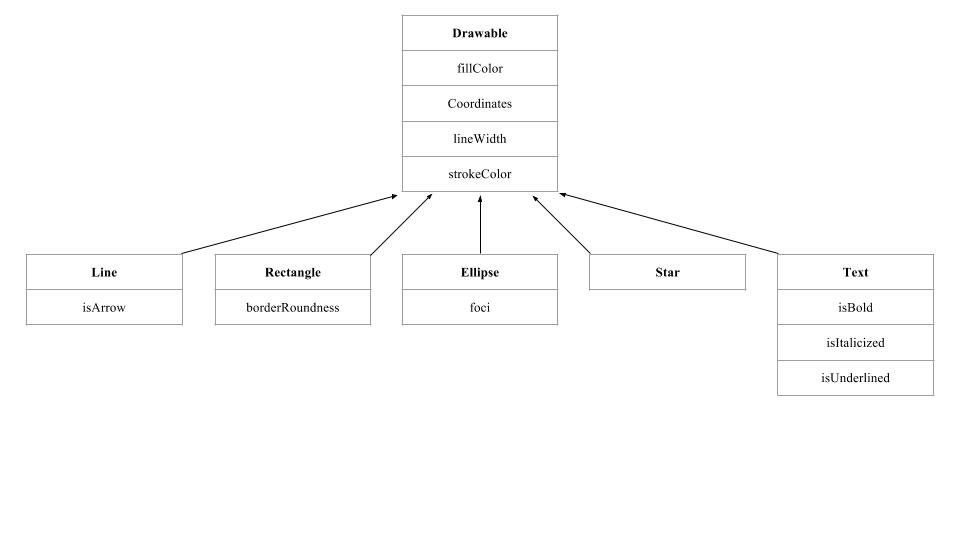 Drawable
fillColor
Coordinates
lineWidth
strokeColor
Line
isArrow
Rectangle
borderRoundness
Ellipse
foci
Star
Text
isBold
isItalicized
isUnderlined